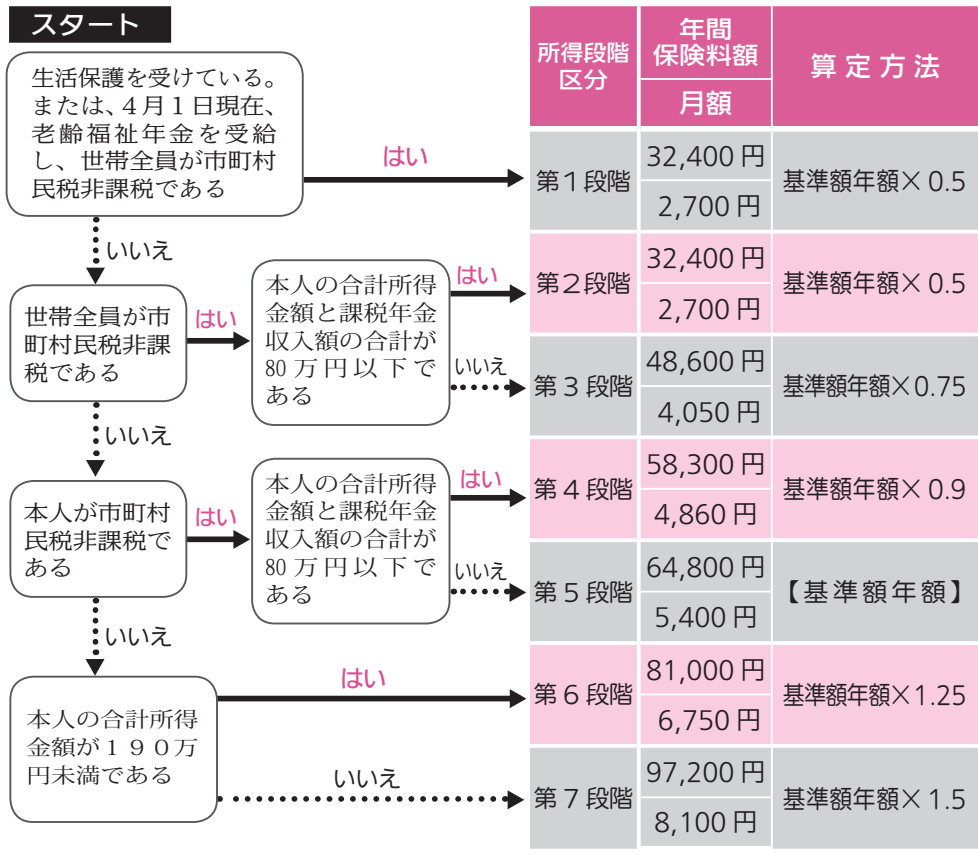 スタート
生活保護を受けている。
または、４月１日現在、
老齢福祉年金を受給
し、世帯全員が市町村
民税非課税である
はい
いいえ
世帯全員が市
町村民税非課
税である
はい
本人の合計所得
金額と課税年金
収入額の合計が
80万円以下で
ある
はい
いいえ
いいえ
本人が市町村
民税非課税で
ある
はい
本人の合計所得
金額と課税年金
収入額の合計が
80万円以下で
ある
はい
いいえ
いいえ
本人の合計所得
金額が１９０万
円未満である
はい
いいえ
所得段階
区分
年間
保険料額
月額
算定方法
第１段階
32,400円
2,700円
基準額年額×0.5
第２段階
32,400円
2,700円
基準額年額×0.5
第３段階
48,600円
4,050円
基準額年額×0.75
第４段階
58,300円
4,860円
基準額年額×0.9
第５段階
64,800円
5,400円
【基準額年額】
第６段階
81,000円
6,750円
基準額年額×1.25
第７段階
97,200円
8,100円
基準額年額×1.5